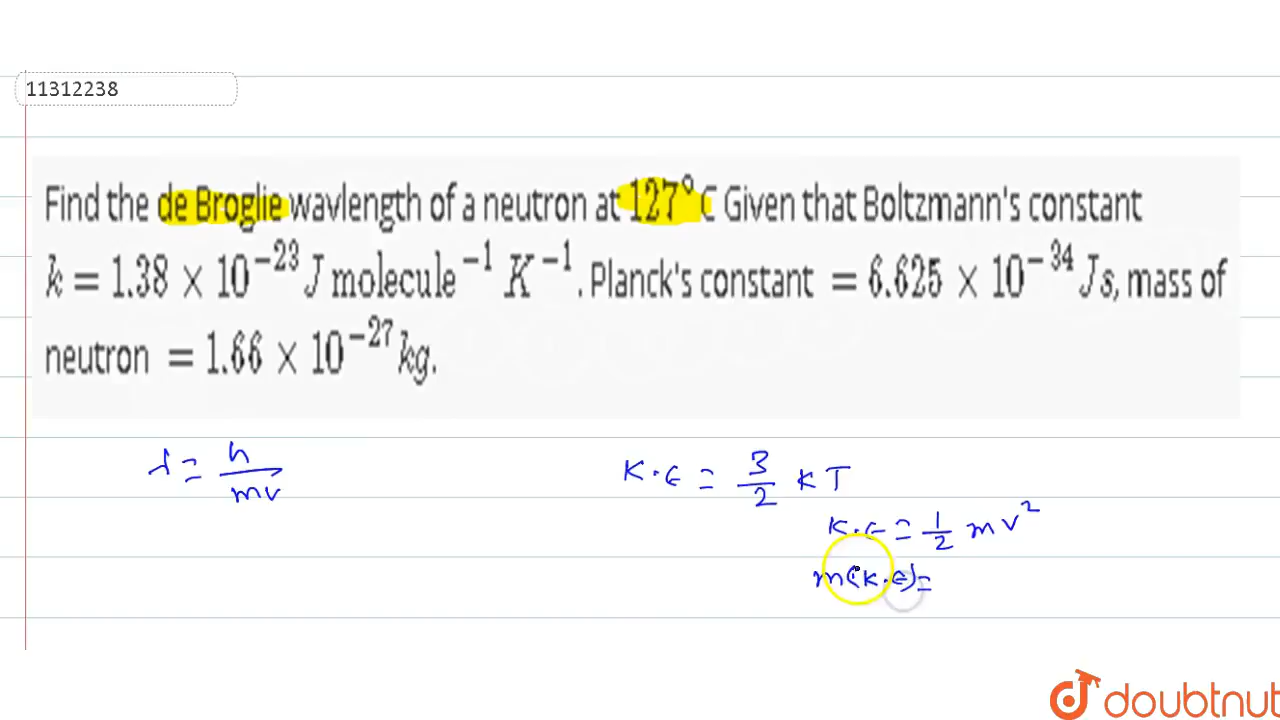 11312238
Find the de Broglie wavlength of a neutron at 127°C Given that Boltzmann's constant
k = 1.38 × 10⁻²³ J molecule⁻¹ K⁻¹. Planck's constant = 6.625 × 10⁻³⁴ Js, mass of
neutron = 1.66 × 10⁻²⁷ kg.
λ = h/mv
K.E = 3/2 KT
K.E = 1/2 mv²
m(K.E) =
doubtnut